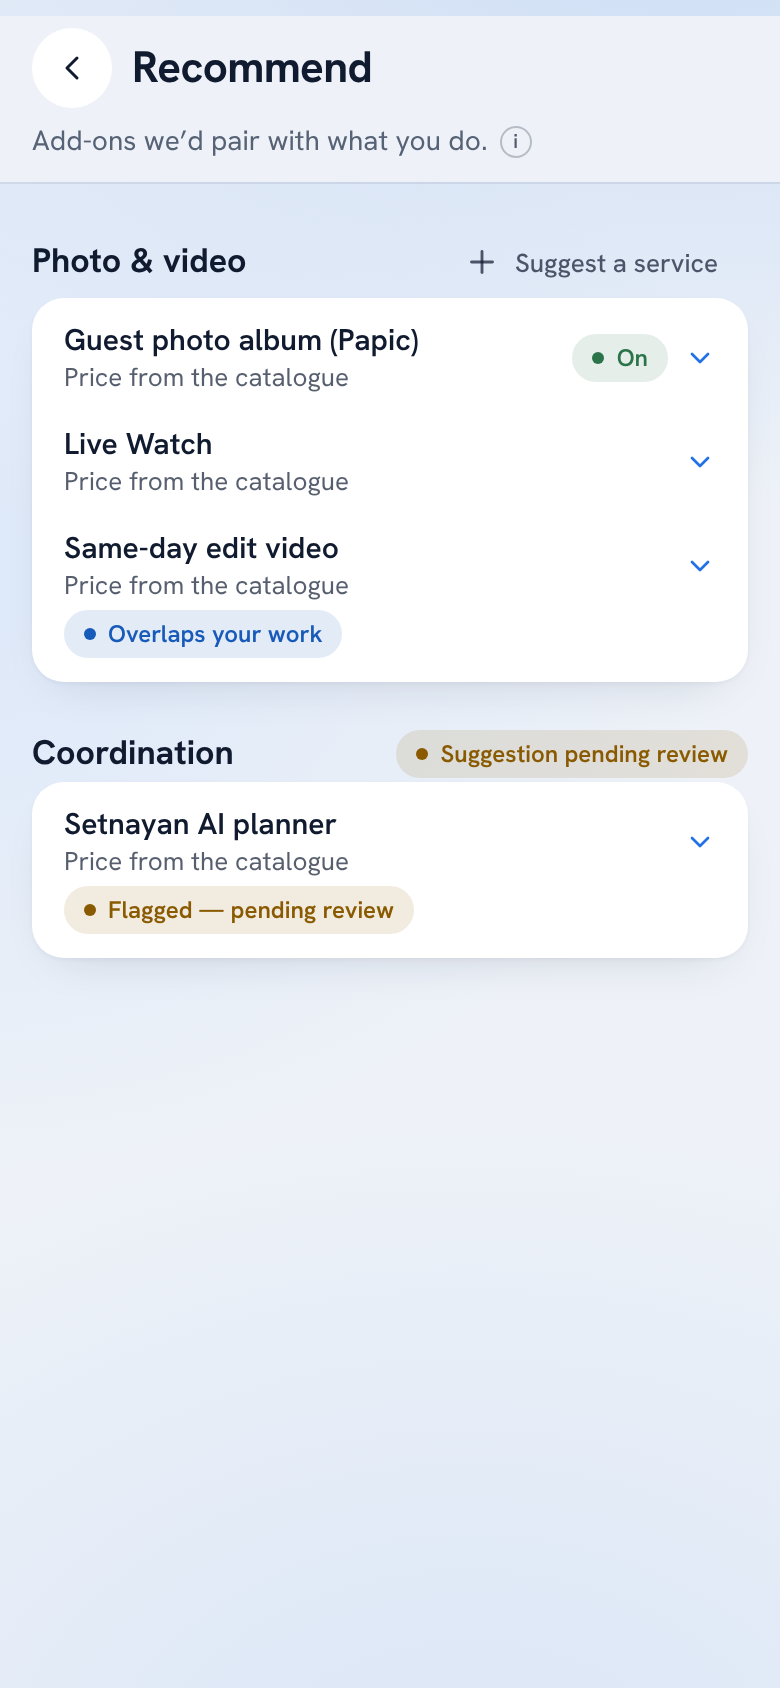 Recommend
Add-ons we’d pair with what you do.
i
Photo & video
Suggest a service
Guest photo album (Papic)
Price from the catalogue
On
Live Watch
Price from the catalogue
Same-day edit video
Price from the catalogue
Overlaps your work
Coordination
Suggestion pending review
Setnayan AI planner
Price from the catalogue
Flagged — pending review